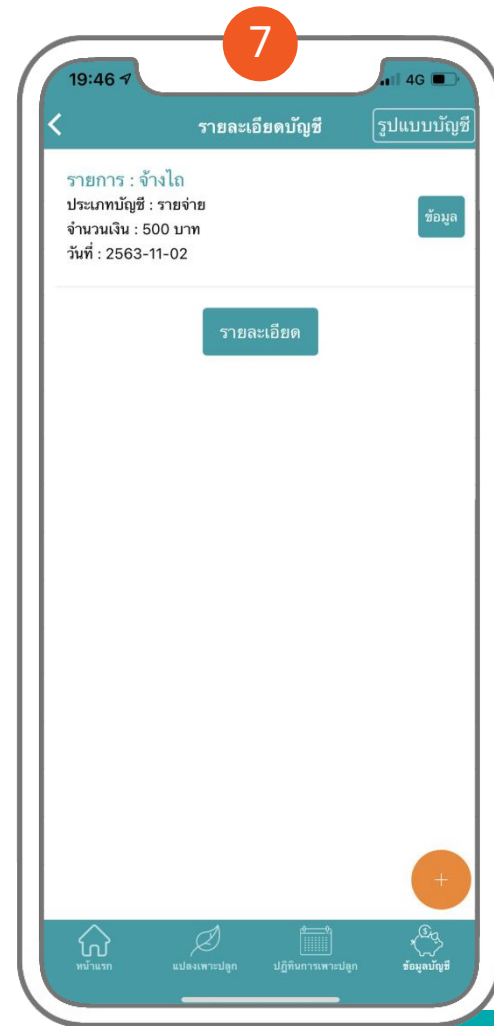 7
19:46 4G
รายละเอียดบัญชี รูปแบบบัญชี
รายการ : จ้างไถ
ประเภทบัญชี : รายจ่าย
จำนวนเงิน : 500 บาท
วันที่ : 2563-11-02
ข้อมูล
รายละเอียด
+
หน้าแรก แปลงเพาะปลูก ปฏิทินการเพาะปลูก ข้อมูลบัญชี